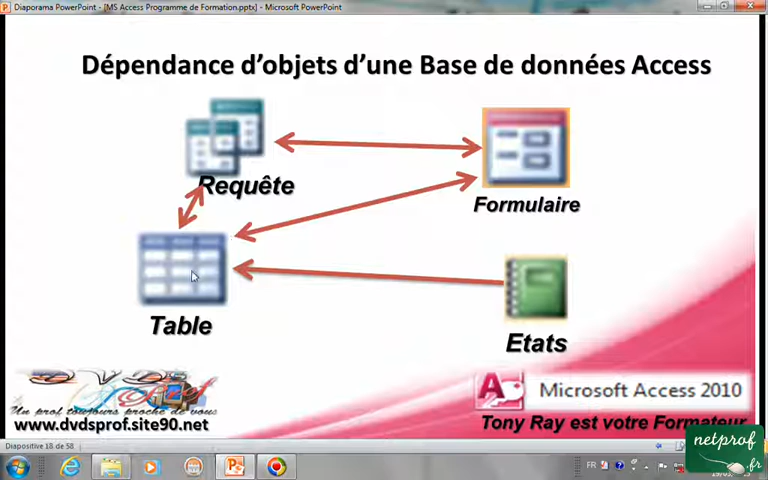 Diaporama PowerPoint - [MS Access Programme de Formation.pptx] - Microsoft PowerPoint
Dépendance d'objets d'une Base de données Access
Requête
Formulaire
Table
Etats
Un prof toujours proche de vous
www.dvdsprof.site90.net
Microsoft Access 2010
Tony Ray est votre Formateur
Diapositive 18 de 58
FR
netprof
.fr